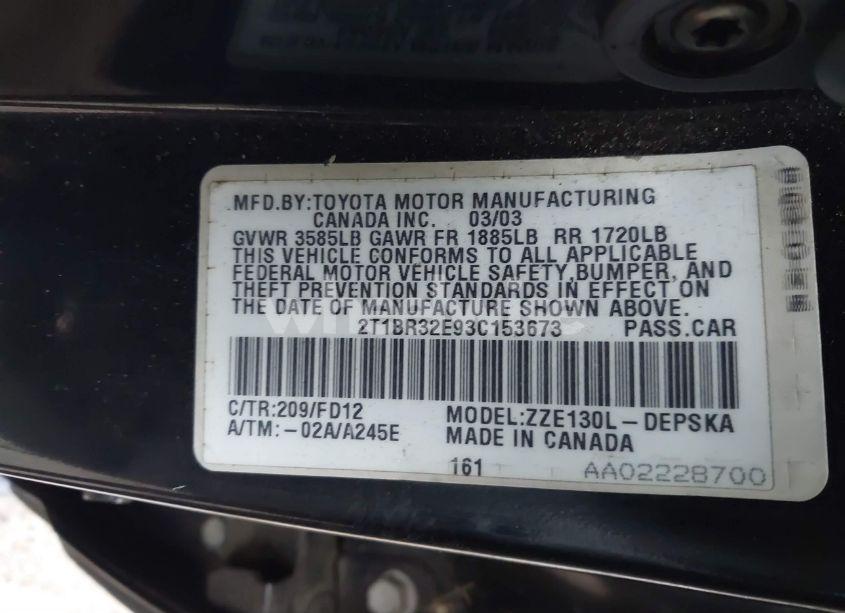 MFD.BY:TOYOTA MOTOR MANUFACTURING
CANADA INC. 03/03
GVWR 3585LB GAWR FR 1885LB RR 1720LB
THIS VEHICLE CONFORMS TO ALL APPLICABLE
FEDERAL MOTOR VEHICLE SAFETY,BUMPER, AND
THEFT PREVENTION STANDARDS IN EFFECT ON
THE DATE OF MANUFACTURE SHOWN ABOVE.
2T1BR32E93C153673 PASS.CAR
C/TR:209/FD12 MODEL:ZZE130L-DEPSKA
A/TM:-02A/A245E MADE IN CANADA
161 AA02228700